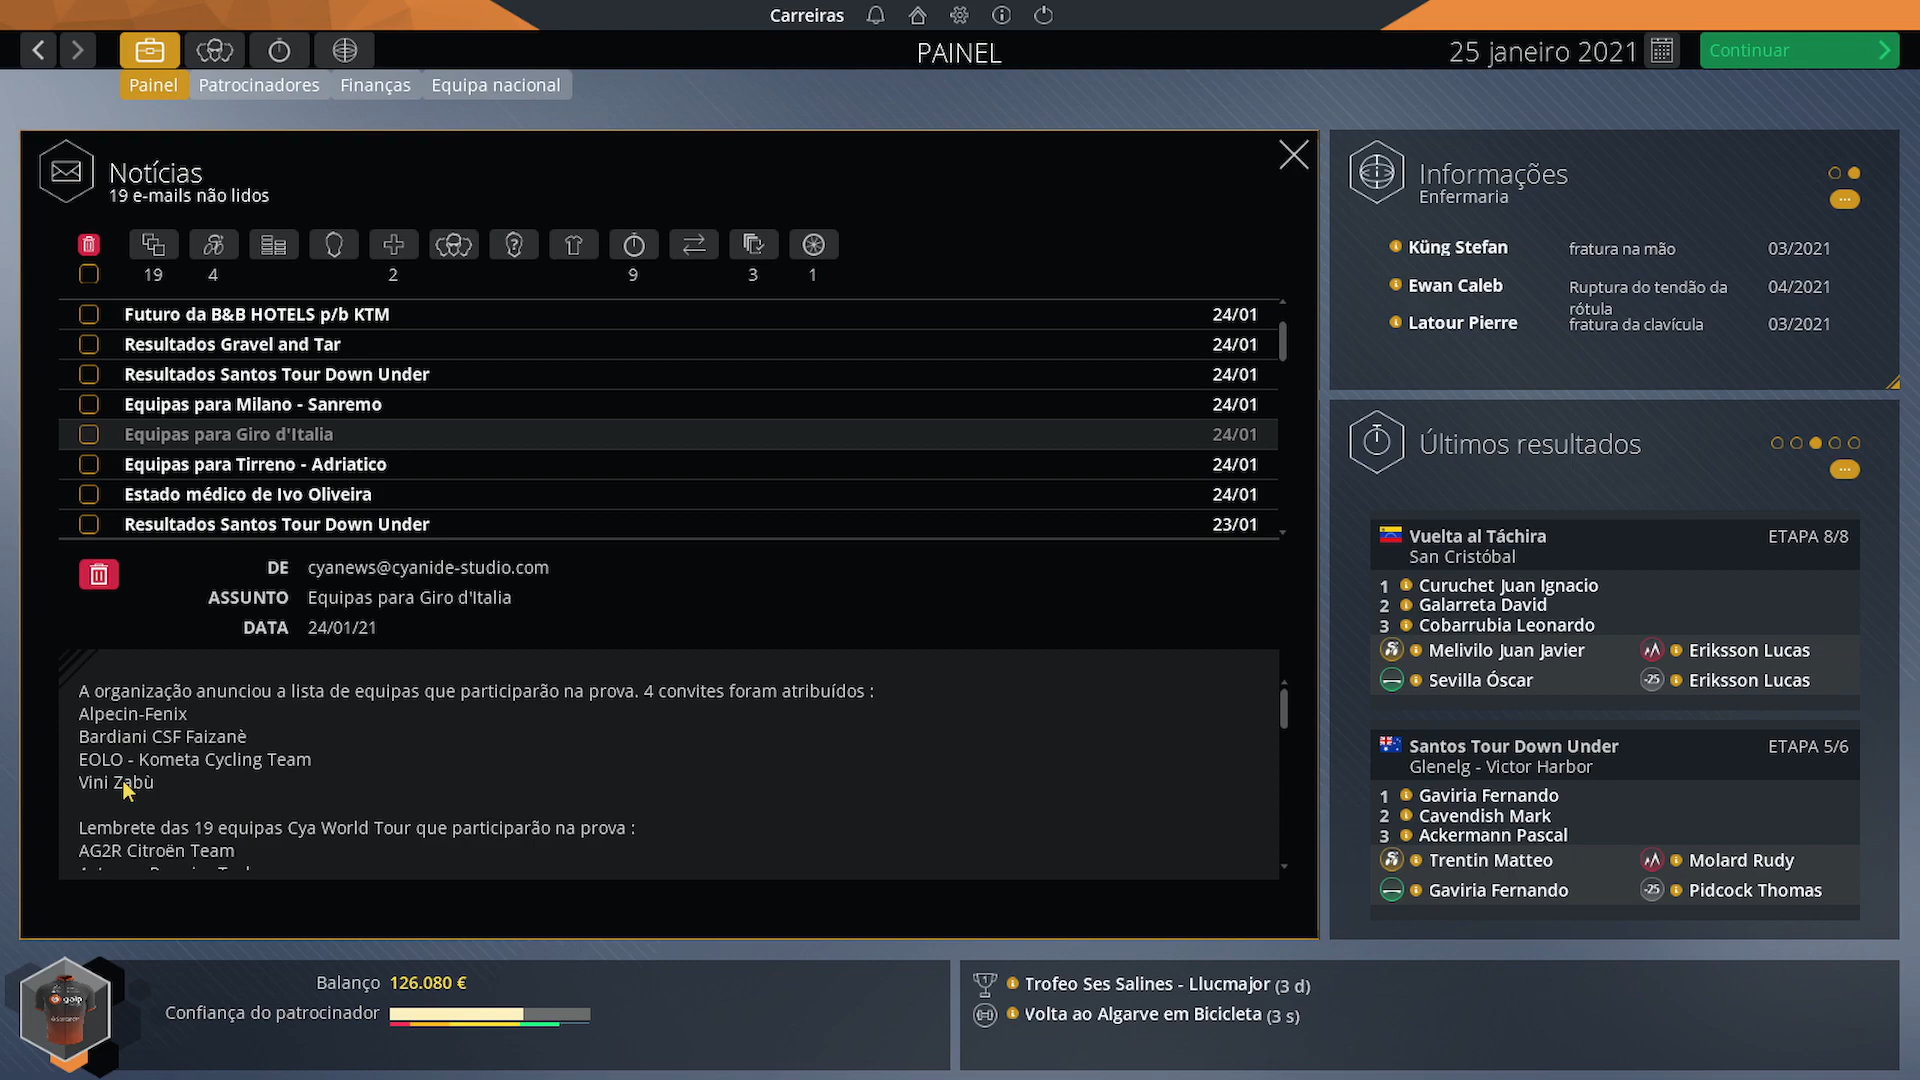 Carreiras
PAINEL
25 janeiro 2021
Continuar
Painel
Patrocinadores
Finanças
Equipa nacional
Notícias
19 e-mails não lidos
19
4
2
9
3
1
Futuro da B&B HOTELS p/b KTM 24/01
Resultados Gravel and Tar 24/01
Resultados Santos Tour Down Under 24/01
Equipas para Milano - Sanremo 24/01
Equipas para Giro d'Italia 24/01
Equipas para Tirreno - Adriatico 24/01
Estado médico de Ivo Oliveira 24/01
Resultados Santos Tour Down Under 23/01
DE cyanews@cyanide-studio.com
ASSUNTO Equipas para Giro d'Italia
DATA 24/01/21
A organização anunciou a lista de equipas que participarão na prova. 4 convites foram atribuídos :
Alpecin-Fenix
Bardiani CSF Faizanè
EOLO - Kometa Cycling Team
Vini Zabù
Lembrete das 19 equipas Cya World Tour que participarão na prova :
AG2R Citroën Team
Informações
Enfermaria
Küng Stefan fratura na mão 03/2021
Ewan Caleb Ruptura do tendão da rótula 04/2021
Latour Pierre fratura da clavícula 03/2021
Últimos resultados
Vuelta al Táchira ETAPA 8/8
San Cristóbal
1 Curuchet Juan Ignacio
2 Galarreta David
3 Cobarrubia Leonardo
Melivilo Juan Javier Eriksson Lucas
Sevilla Óscar -25 Eriksson Lucas
Santos Tour Down Under ETAPA 5/6
Glenelg - Victor Harbor
1 Gaviria Fernando
2 Cavendish Mark
3 Ackermann Pascal
Trentin Matteo Molard Rudy
Gaviria Fernando -25 Pidcock Thomas
galp
Balanço 126.080 €
Confiança do patrocinador
Trofeo Ses Salines - Llucmajor (3 d)
Volta ao Algarve em Bicicleta (3 s)